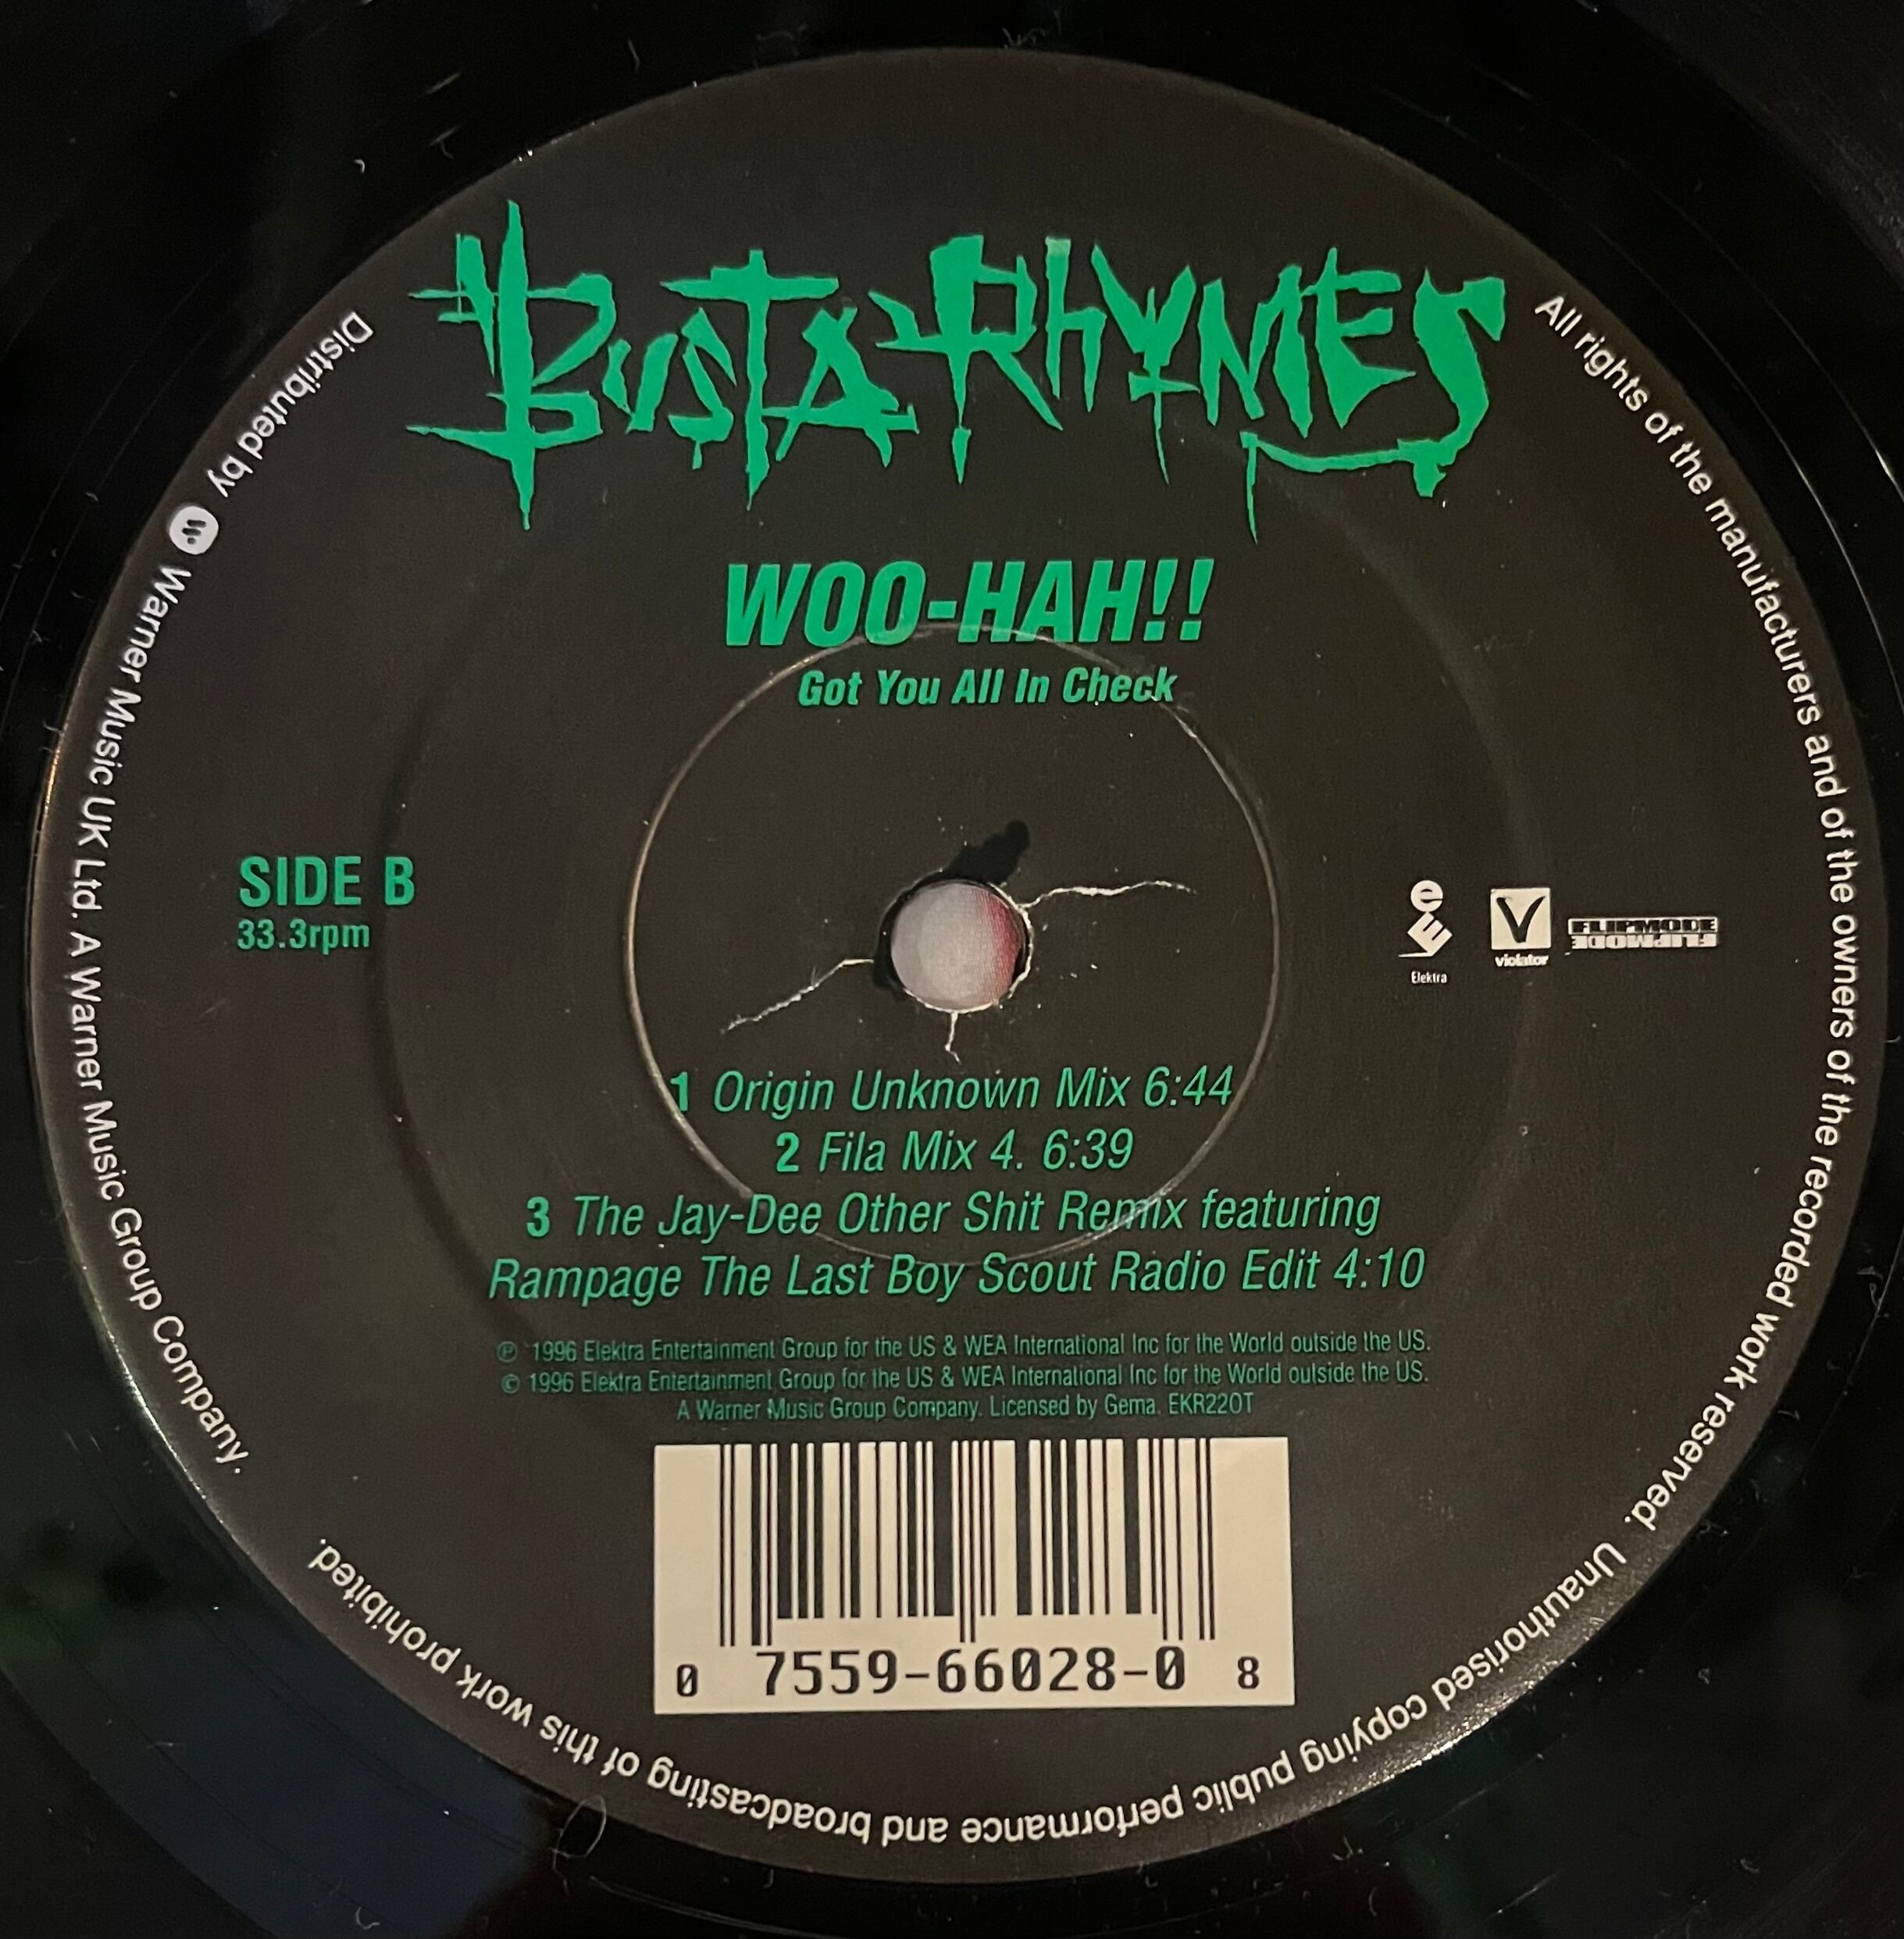 BUSTA RHYMES
WOO-HAH!!
Got You All In Check
SIDE B
33.3rpm
Elektra
violator
FLIPMODE
FLIPMODE
1 Origin Unknown Mix 6:44
2 Fila Mix 4. 6:39
3 The Jay-Dee Other Shit Remix featuring
Rampage The Last Boy Scout Radio Edit 4:10
℗ 1996 Elektra Entertainment Group for the US & WEA International Inc for the World outside the US.
© 1996 Elektra Entertainment Group for the US & WEA International Inc for the World outside the US.
A Warner Music Group Company. Licensed by Gema. EKR220T
0 7559-66028-0 8
All rights of the manufacturers and of the owners of the recorded work reserved. Unauthorised copying public performance and broadcasting of this work prohibited.
Distributed by Warner Music UK Ltd. A Warner Music Group Company.